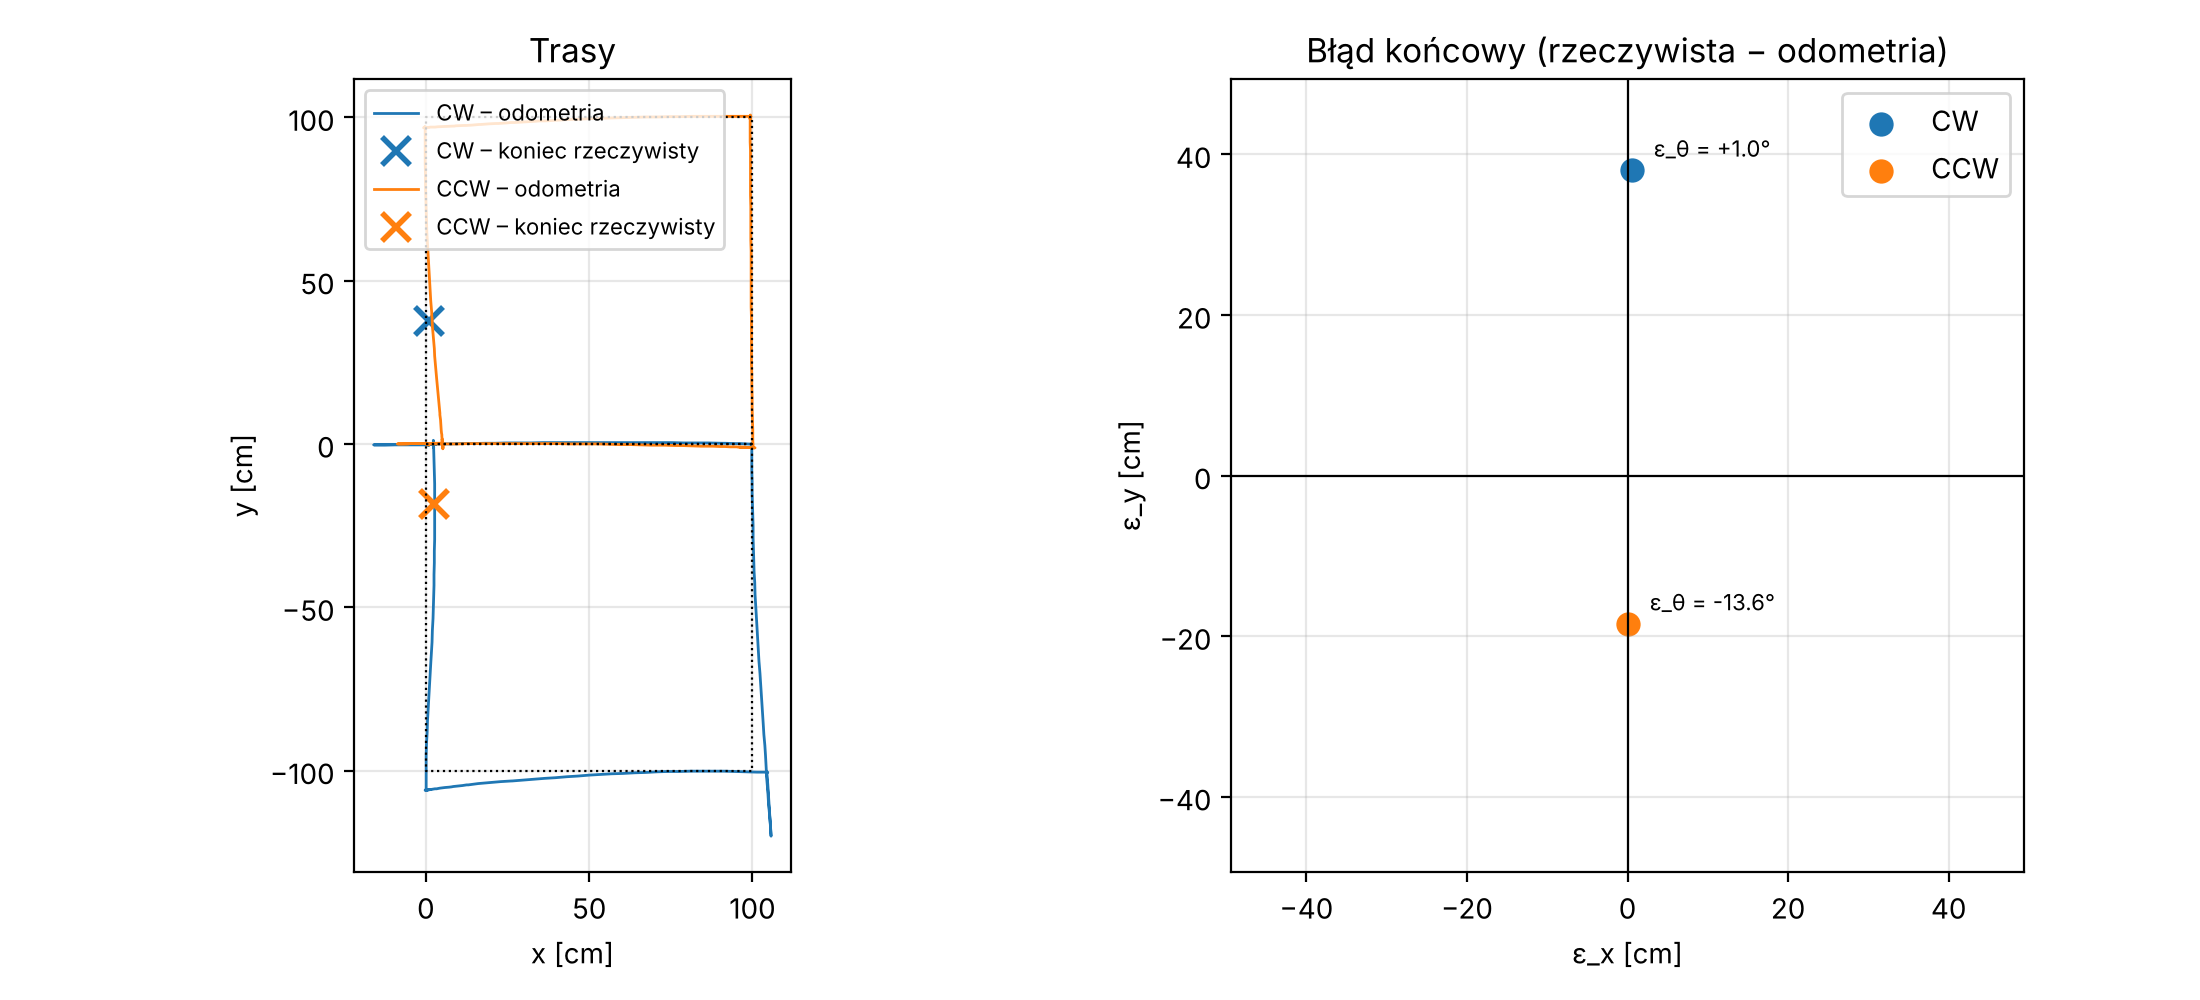 Trasy
CW – odometria
CW – koniec rzeczywisty
CCW – odometria
CCW – koniec rzeczywisty
100
50
0
−50
−100
y [cm]
0
50
100
x [cm]
Błąd końcowy (rzeczywista − odometria)
CW
CCW
ε_θ = +1.0°
ε_θ = -13.6°
40
20
0
−20
−40
ε_y [cm]
−40
−20
0
20
40
ε_x [cm]